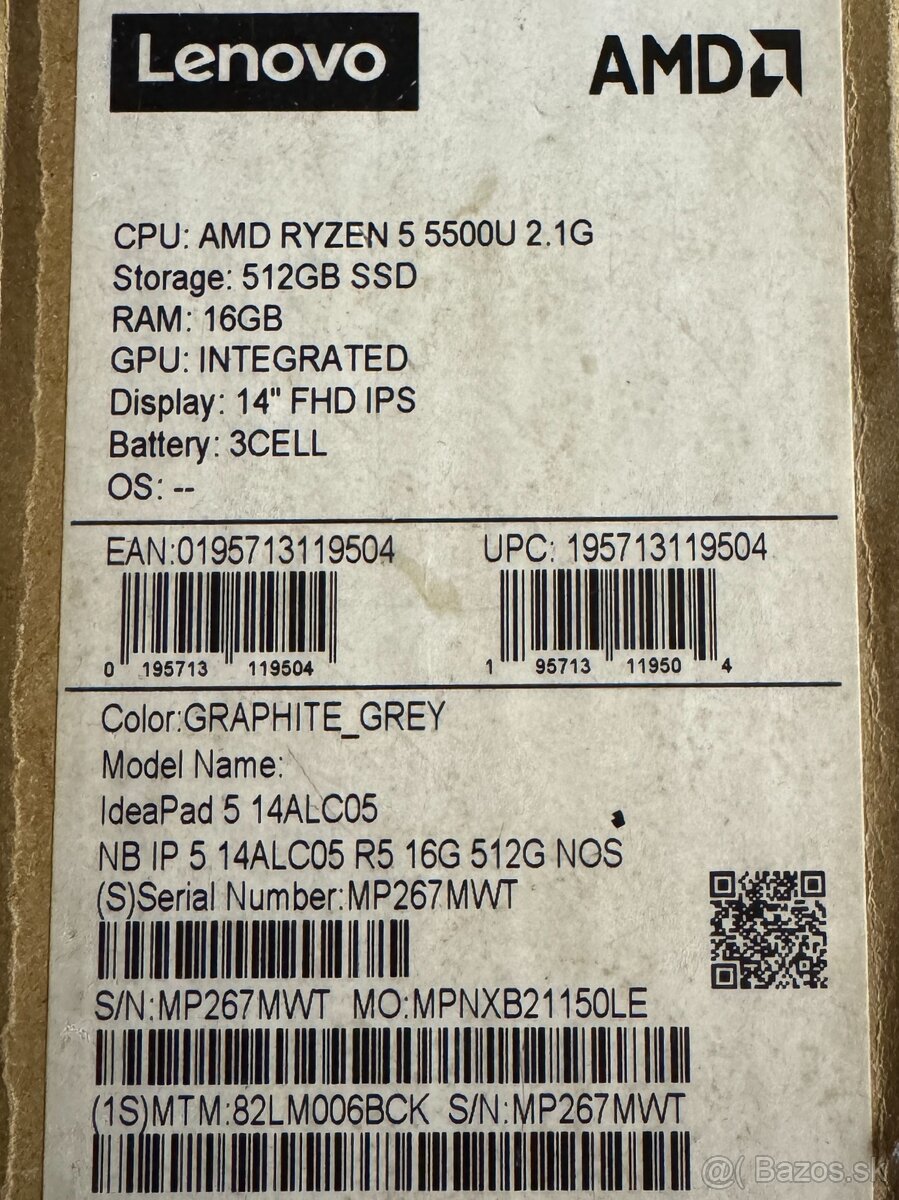 Lenovo AMD
CPU: AMD RYZEN 5 5500U 2.1G
Storage: 512GB SSD
RAM: 16GB
GPU: INTEGRATED
Display: 14" FHD IPS
Battery: 3CELL
OS: --
EAN:0195713119504 UPC: 195713119504
0 195713 119504 1 95713 11950 4
Color:GRAPHITE_GREY
Model Name:
IdeaPad 5 14ALC05
NB IP 5 14ALC05 R5 16G 512G NOS
(S)Serial Number:MP267MWT
S/N:MP267MWT MO:MPNXB21150LE
(1S)MTM:82LM006BCK S/N:MP267MWT
@( Bazos.sk